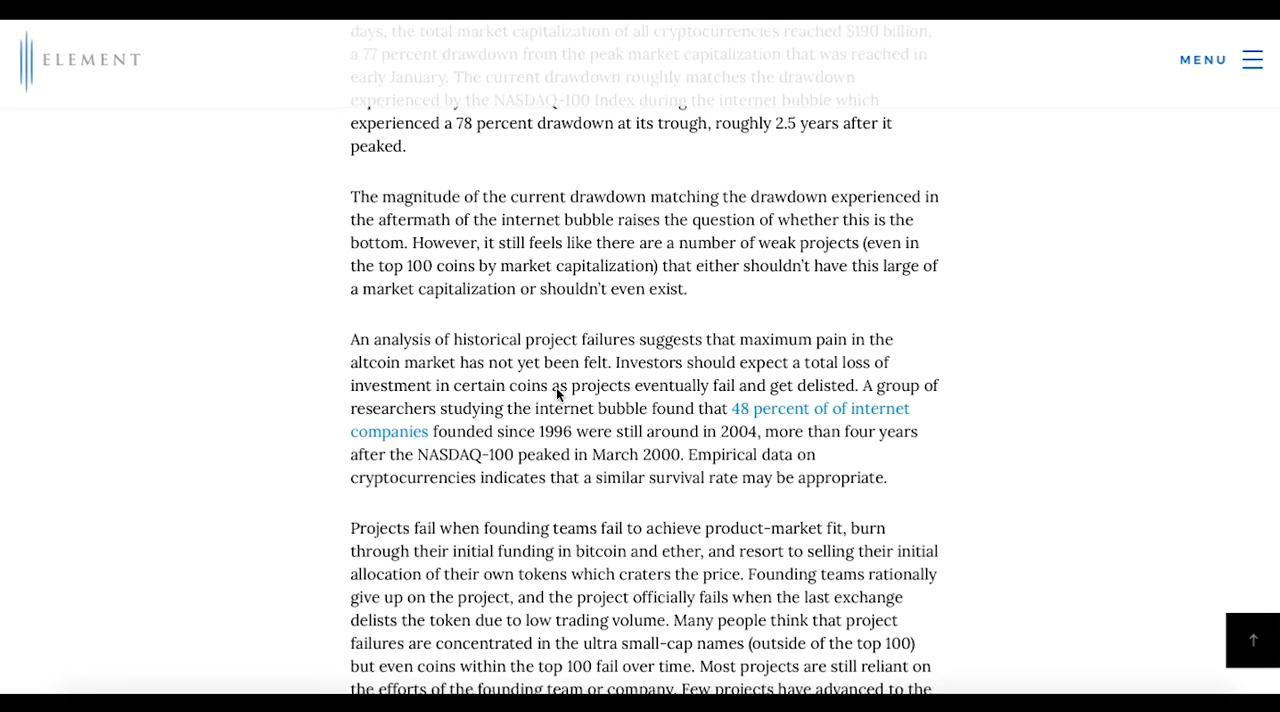 days, the total market capitalization of all cryptocurrencies reached $190 billion,
ELEMENT
MENU
a 77 percent drawdown from the peak market capitalization that was reached in
early January. The current drawdown roughly matches the drawdown
experienced by the NASDAQ-100 Index during the internet bubble which
experienced a 78 percent drawdown at its trough, roughly 2.5 years after it
peaked.
The magnitude of the current drawdown matching the drawdown experienced in
the aftermath of the internet bubble raises the question of whether this is the
bottom. However, it still feels like there are a number of weak projects (even in
the top 100 coins by market capitalization) that either shouldn't have this large of
a market capitalization or shouldn't even exist.
An analysis of historical project failures suggests that maximum pain in the
altcoin market has not yet been felt. Investors should expect a total loss of
investment in certain coins as projects eventually fail and get delisted. A group of
researchers studying the internet bubble found that 48 percent of of internet
companies founded since 1996 were still around in 2004, more than four years
after the NASDAQ-100 peaked in March 2000. Empirical data on
cryptocurrencies indicates that a similar survival rate may be appropriate.
Projects fail when founding teams fail to achieve product-market fit, burn
through their initial funding in bitcoin and ether, and resort to selling their initial
allocation of their own tokens which craters the price. Founding teams rationally
give up on the project, and the project officially fails when the last exchange
delists the token due to low trading volume. Many people think that project
failures are concentrated in the ultra small-cap names (outside of the top 100)
but even coins within the top 100 fail over time. Most projects are still reliant on
the efforts of the founding team or company. Few projects have advanced to the